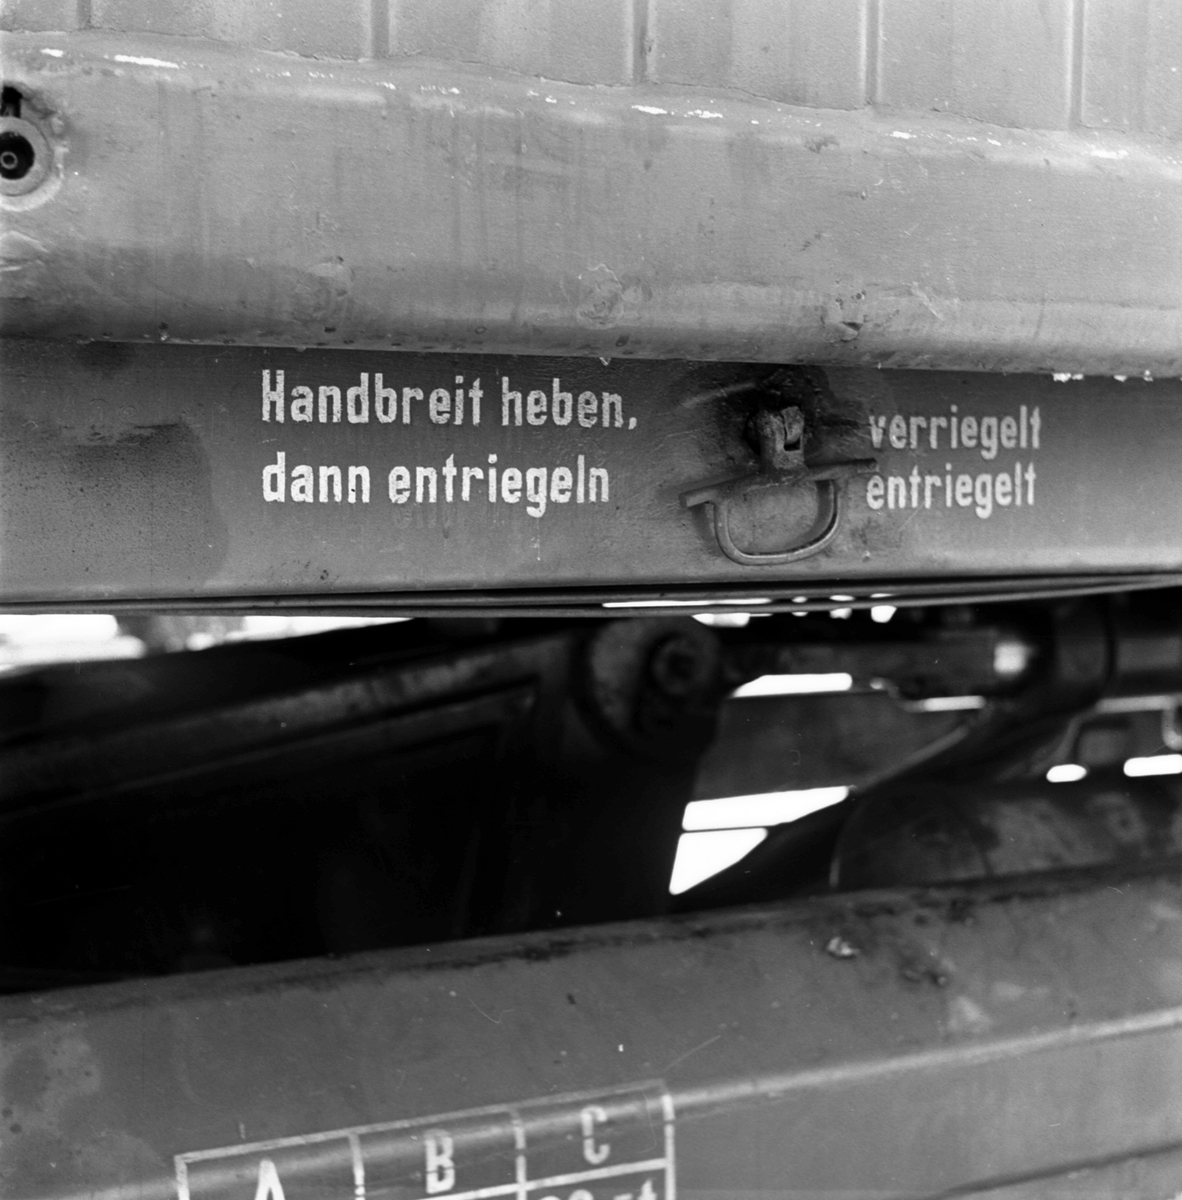 Handbreit heben,
dann entriegeln
verriegelt
entriegelt
A B C